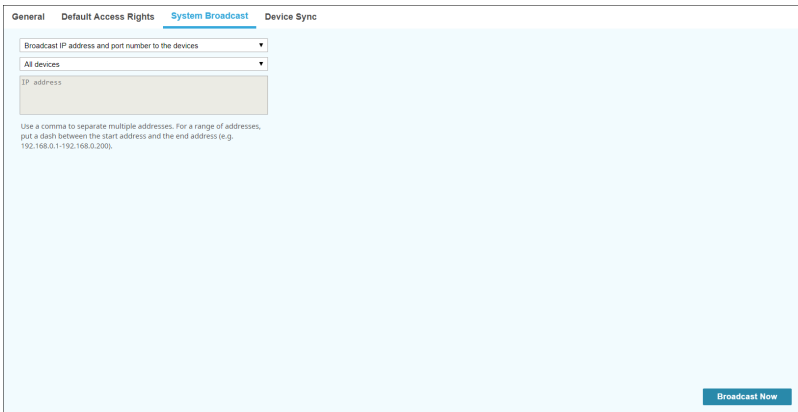 General Default Access Rights System Broadcast Device Sync
Broadcast IP address and port number to the devices
All devices
IP address
Use a comma to separate multiple addresses. For a range of addresses,
put a dash between the start address and the end address (e.g.
192.168.0.1-192.168.0.200).
Broadcast Now